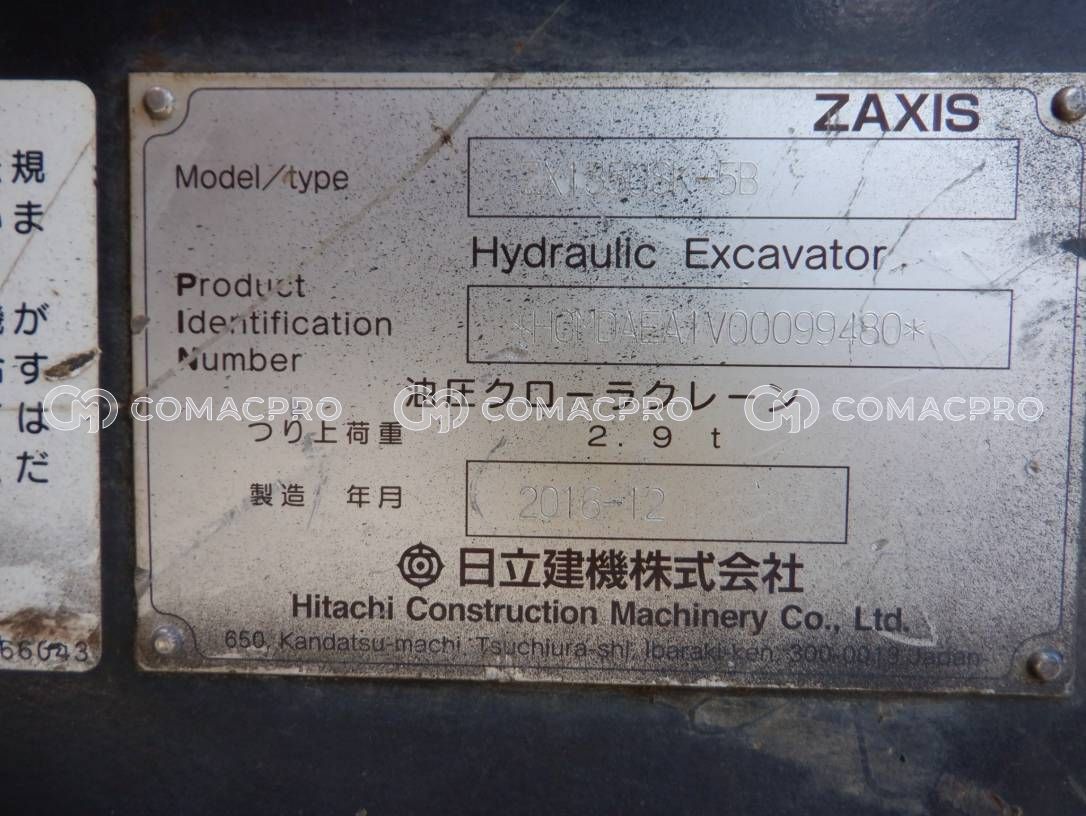 ZAXIS
Model/type ZX135USK-5B
Hydraulic Excavator
Product
Identification
Number
*HCMDAEA1V00099480*
油圧クローラクレーン
COMACPRO COMACPRO COMACPRO
つり上荷重 2.9 t
製造 年月 2016-12
日立建機株式会社
Hitachi Construction Machinery Co., Ltd.
650, Kandatsu-machi, Tsuchiura-shi, Ibaraki-ken, 300-0013 Japan
規
ま
が
す
は
だ